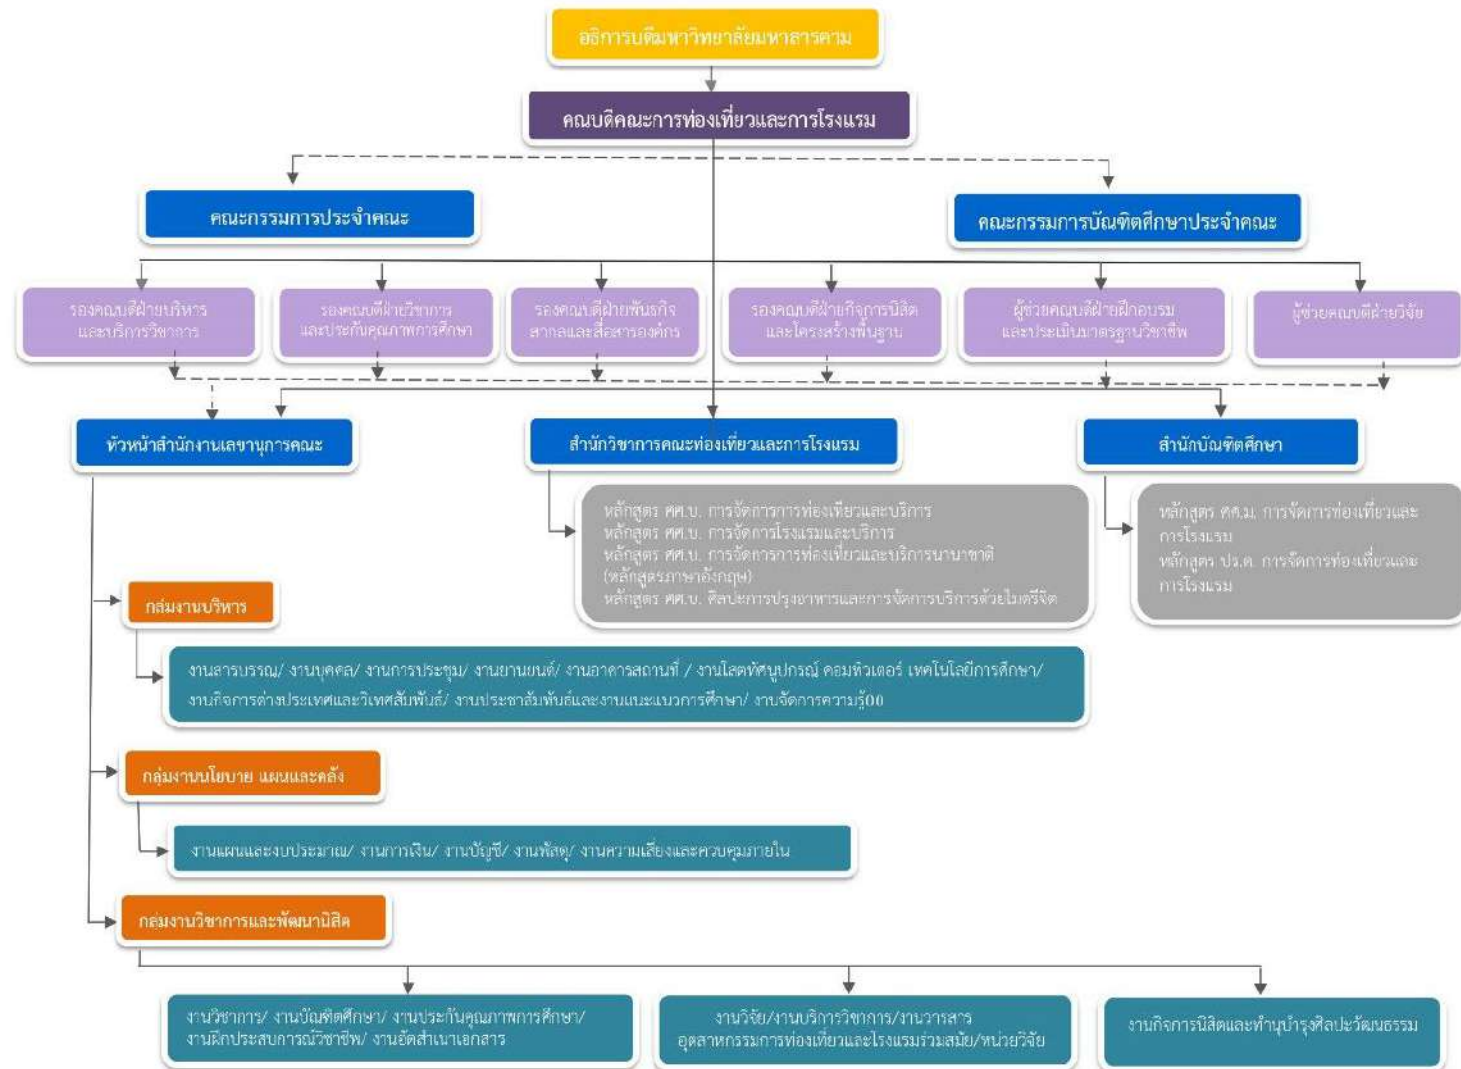 อธิการบดีมหาวิทยาลัยมหาสารคาม
คณบดีคณะการท่องเที่ยวและการโรงแรม
คณะกรรมการประจำคณะ
คณะกรรมการบัณฑิตศึกษาประจำคณะ
รองคณบดีฝ่ายบริหาร
และบริการวิชาการ
รองคณบดีฝ่ายวิชาการ
และประกันคุณภาพการศึกษา
รองคณบดีฝ่ายพันธกิจ
สากลและสื่อสารองค์กร
รองคณบดีฝ่ายกิจการนิสิต
และโครงสร้างพื้นฐาน
ผู้ช่วยคณบดีฝ่ายฝึกอบรม
และประเมินมาตรฐานวิชาชีพ
ผู้ช่วยคณบดีฝ่ายวิจัย
หัวหน้าสำนักงานเลขานุการคณะ
สำนักวิชาการคณะท่องเที่ยวและการโรงแรม
สำนักบัณฑิตศึกษา
หลักสูตร ศศ.บ. การจัดการการท่องเที่ยวและบริการ
หลักสูตร ศศ.บ. การจัดการโรงแรมและบริการ
หลักสูตร ศศ.บ. การจัดการการท่องเที่ยวและบริการนานาชาติ
(หลักสูตรภาษาอังกฤษ)
หลักสูตร ศศ.บ. ศิลปะการปรุงอาหารและการจัดการบริการด้วยไมตรีจิต
หลักสูตร ศศ.ม. การจัดการท่องเที่ยวและ
การโรงแรม
หลักสูตร ปร.ด. การจัดการท่องเที่ยวและ
การโรงแรม
กลุ่มงานบริหาร
งานสารบรรณ/ งานบุคคล/ งานการประชุม/ งานยานยนต์/ งานอาคารสถานที่ / งานโสตทัศนูปกรณ์ คอมพิวเตอร์ เทคโนโลยีการศึกษา/
งานกิจการต่างประเทศและวิเทศสัมพันธ์/ งานประชาสัมพันธ์และงานแนะแนวการศึกษา/ งานจัดการความรู้00
กลุ่มงานนโยบาย แผนและคลัง
งานแผนและงบประมาณ/ งานการเงิน/ งานบัญชี/ งานพัสดุ/ งานความเสี่ยงและควบคุมภายใน
กลุ่มงานวิชาการและพัฒนานิสิต
งานวิชาการ/ งานบัณฑิตศึกษา/ งานประกันคุณภาพการศึกษา/
งานฝึกประสบการณ์วิชาชีพ/ งานอัดสำเนาเอกสาร
งานวิจัย/งานบริการวิชาการ/งานวารสาร
อุตสาหกรรมการท่องเที่ยวและโรงแรมร่วมสมัย/หน่วยวิจัย
งานกิจการนิสิตและทำนุบำรุงศิลปะวัฒนธรรม